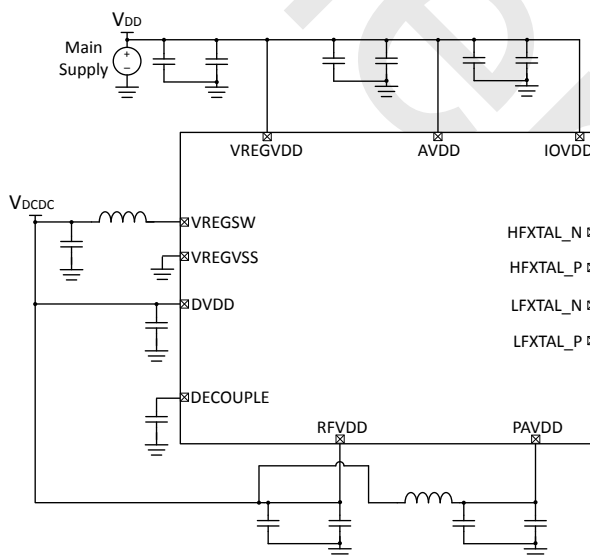 VDD
Main
Supply
+
−
VREGVDD
AVDD
IOVDD
VDCDC
VREGSW
HFXTAL_N
VREGVSS
HFXTAL_P
DVDD
LFXTAL_N
LFXTAL_P
DECOUPLE
RFVDD
PAVDD